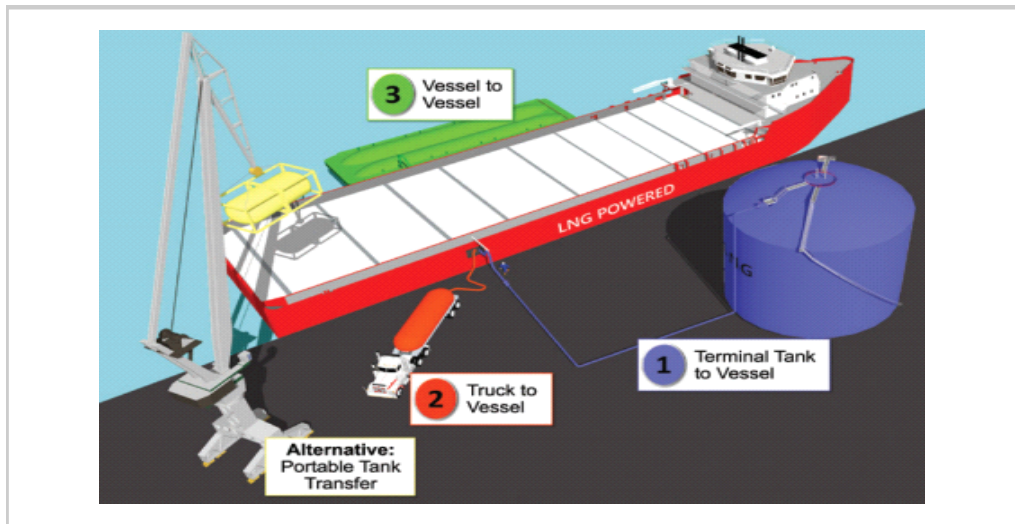 3
Vessel to
Vessel
LNG POWERED
1
Terminal Tank
to Vessel
2
Truck to
Vessel
Alternative:
Portable Tank
Transfer